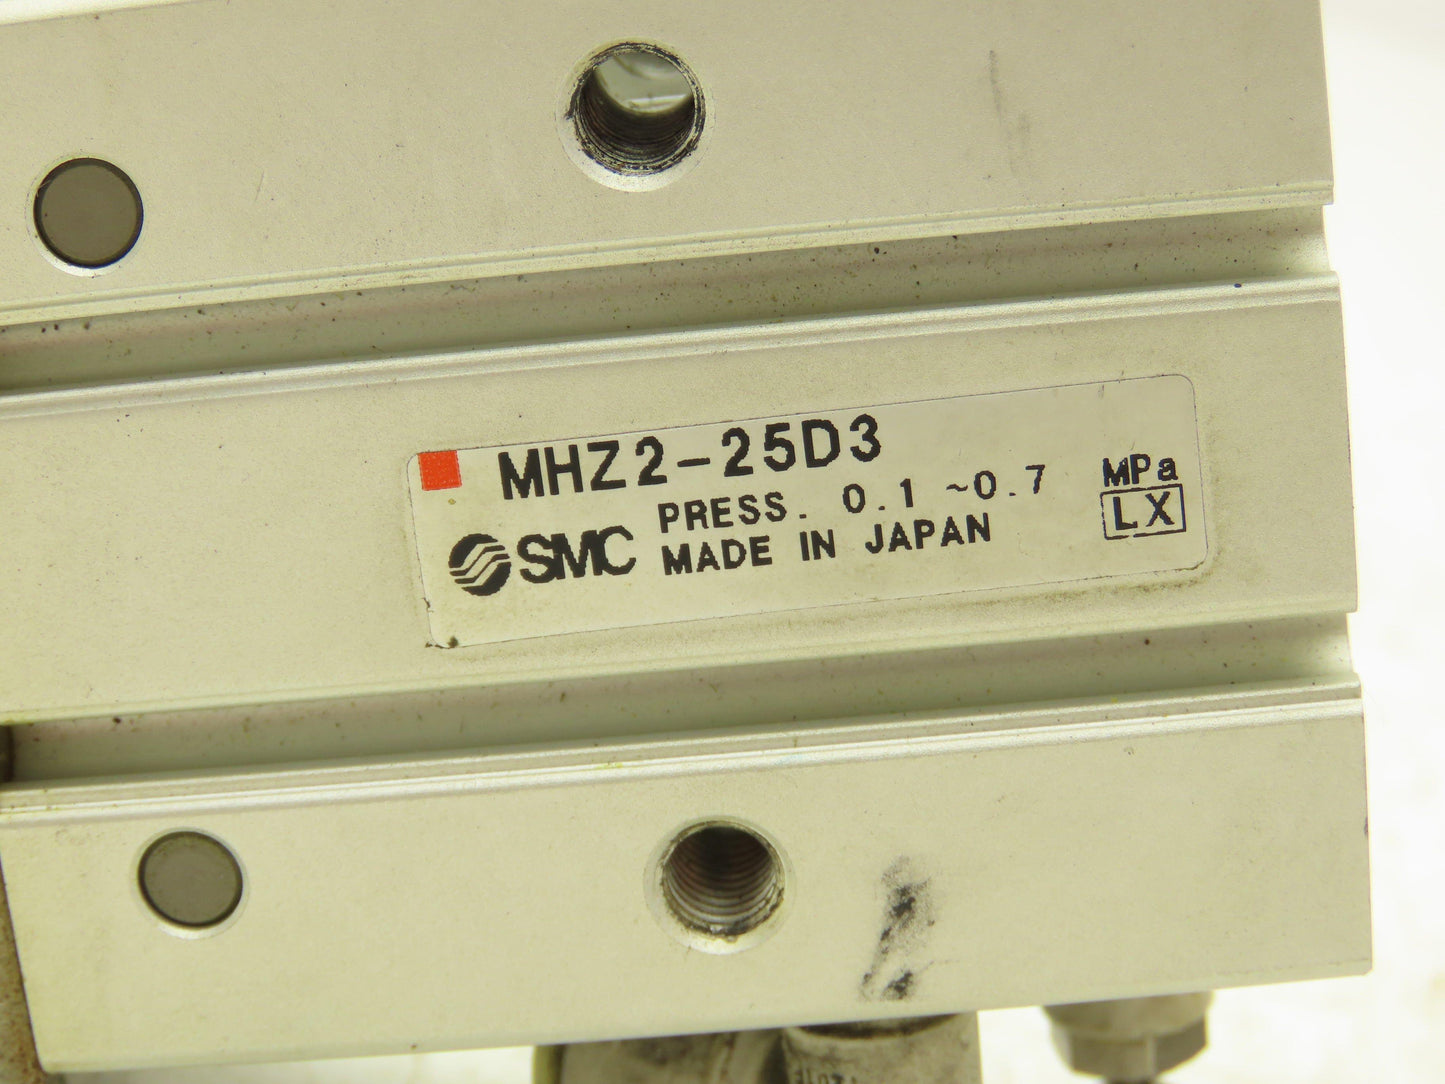 MHZ2-25D3
SMC PRESS. 0.1 ~0.7 MPa
MADE IN JAPAN LX